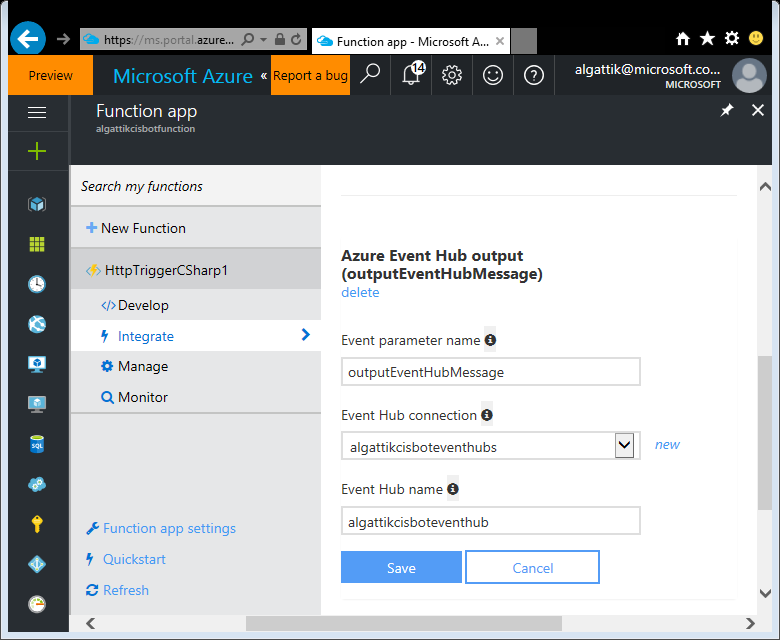 https://ms.portal.azure...
Function app - Microsoft A...
Preview
Microsoft Azure «
Report a bug
14
algattik@microsoft.co...
MICROSOFT
Function app
algattikcisbotfunction
Search my functions
New Function
HttpTriggerCSharp1
Develop
Integrate
Manage
Monitor
Function app settings
Quickstart
Refresh
Azure Event Hub output
(outputEventHubMessage)
delete
Event parameter name
outputEventHubMessage
Event Hub connection
algattikcisboteventhubs
new
Event Hub name
algattikcisboteventhub
Save
Cancel